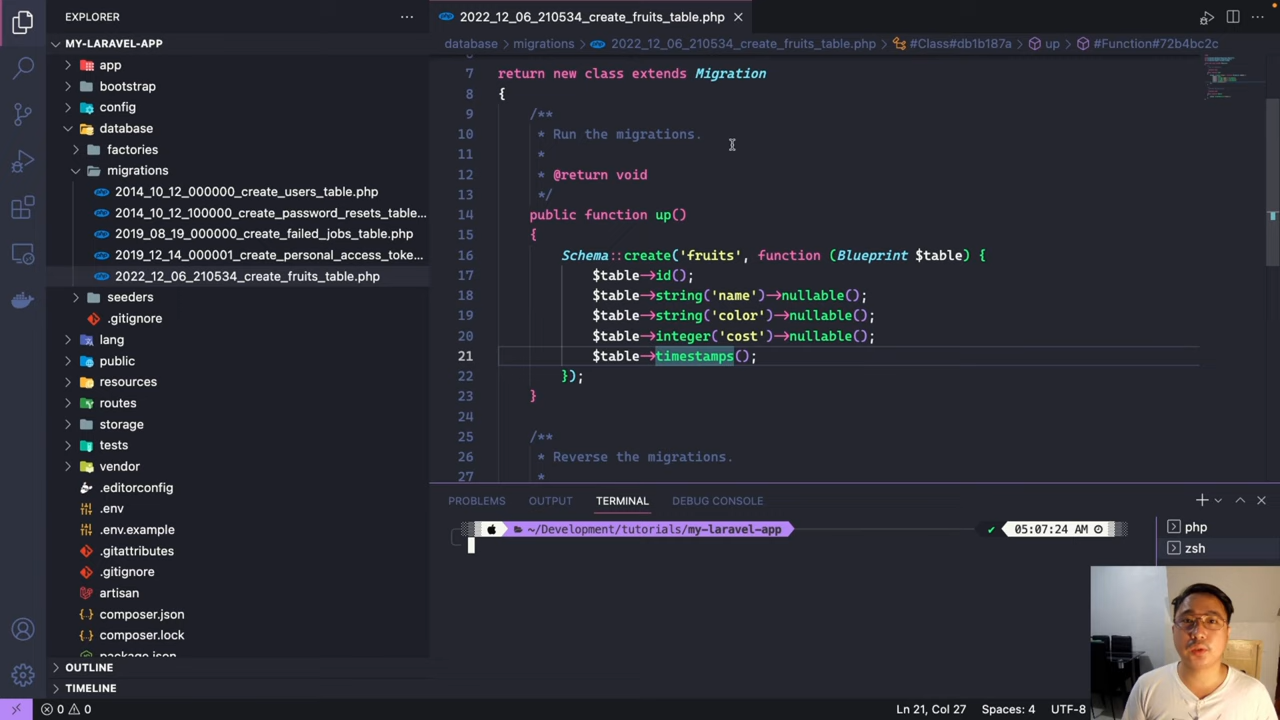 EXPLORER
MY-LARAVEL-APP
app
bootstrap
config
database
factories
migrations
2014_10_12_000000_create_users_table.php
2014_10_12_100000_create_password_resets_table...
2019_08_19_000000_create_failed_jobs_table.php
2019_12_14_000001_create_personal_access_toke...
2022_12_06_210534_create_fruits_table.php
seeders
.gitignore
lang
public
resources
routes
storage
tests
vendor
.editorconfig
.env
.env.example
.gitattributes
.gitignore
artisan
composer.json
composer.lock
package.json
OUTLINE
TIMELINE
0 0
2022_12_06_210534_create_fruits_table.php
database > migrations > 2022_12_06_210534_create_fruits_table.php > #Class#db1b187a > up > #Function#72b4bc2c
7 return new class extends Migration
8 {
9 /**
10 * Run the migrations.
11 *
12 * @return void
13 */
14 public function up()
15 {
16 Schema::create('fruits', function (Blueprint $table) {
17 $table->id();
18 $table->string('name')->nullable();
19 $table->string('color')->nullable();
20 $table->integer('cost')->nullable();
21 $table->timestamps();
22 });
23 }
24
25 /**
26 * Reverse the migrations.
27 *
PROBLEMS OUTPUT TERMINAL DEBUG CONSOLE
~/Development/tutorials/my-laravel-app 05:07:24 AM
php
zsh
Ln 21, Col 27 Spaces: 4 UTF-8